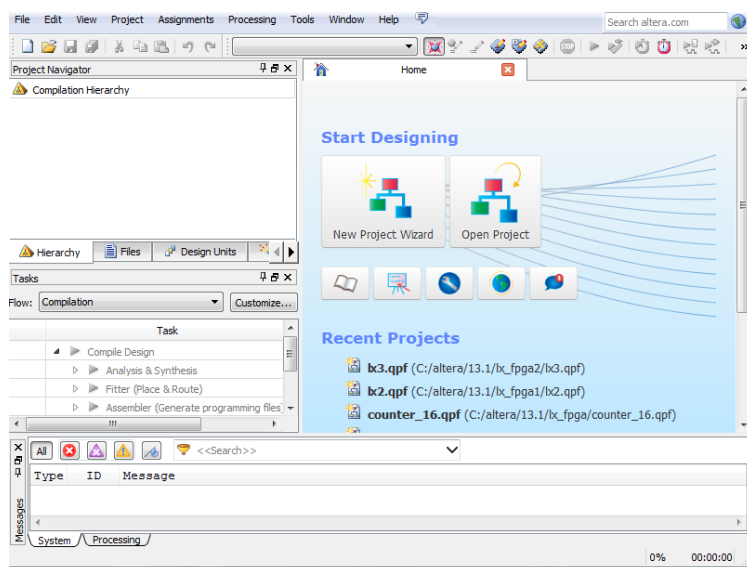 File Edit View Project Assignments Processing Tools Window Help
Search altera.com
STOP
Project Navigator
Home
Compilation Hierarchy
Start Designing
New Project Wizard
Open Project
Hierarchy Files Design Units
Tasks
Flow: Compilation Customize...
Task
Compile Design
Analysis & Synthesis
Fitter (Place & Route)
Assembler (Generate programming files)
Recent Projects
lx3.qpf (C:/altera/13.1/lx_fpga2/lx3.qpf)
lx2.qpf (C:/altera/13.1/lx_fpga1/lx2.qpf)
counter_16.qpf (C:/altera/13.1/lx_fpga/counter_16.qpf)
All <<Search>>
Type ID Message
Messages
System Processing
0% 00:00:00